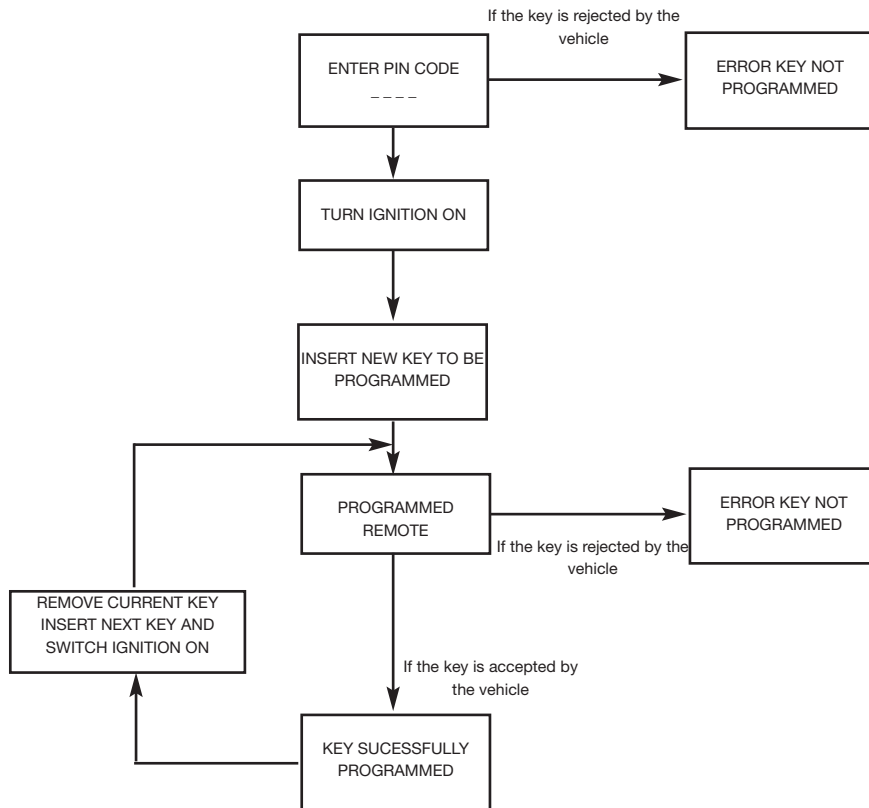 If the key is rejected by the
vehicle
ENTER PIN CODE
_ _ _ _
ERROR KEY NOT
PROGRAMMED
TURN IGNITION ON
INSERT NEW KEY TO BE
PROGRAMMED
PROGRAMMED
REMOTE
ERROR KEY NOT
PROGRAMMED
If the key is rejected by the
vehicle
REMOVE CURRENT KEY
INSERT NEXT KEY AND
SWITCH IGNITION ON
If the key is accepted by
the vehicle
KEY SUCESSFULLY
PROGRAMMED